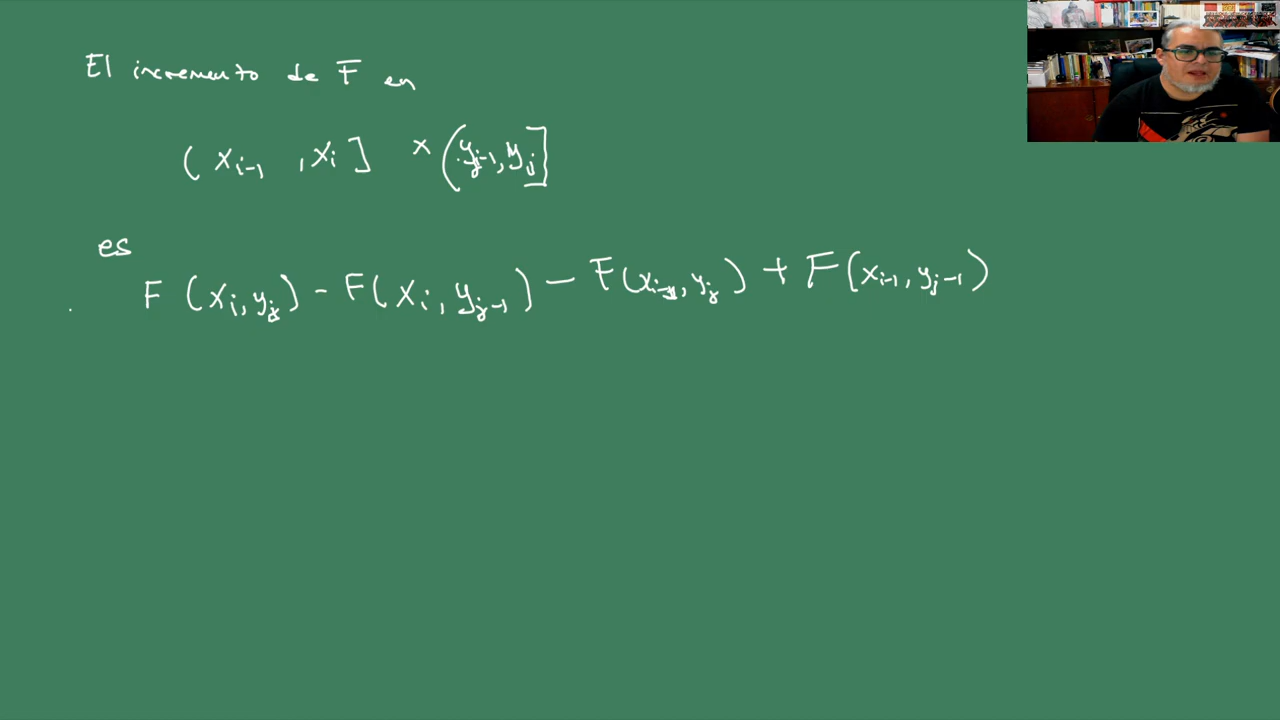 El incremento de F en
(x_{i-1}, x_i] × (y_{j-1}, y_j]
es
F(x_i, y_j) - F(x_i, y_{j-1}) - F(x_{i-1}, y_j) + F(x_{i-1}, y_{j-1})